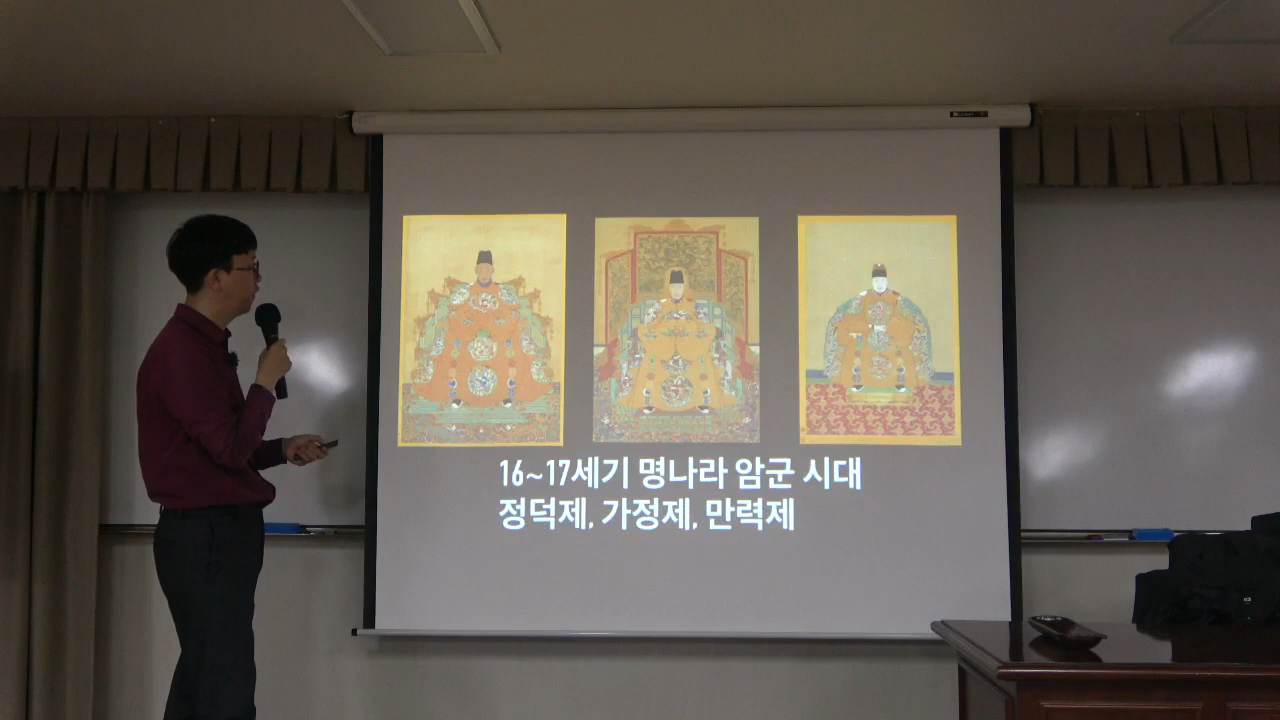 16~17세기 명나라 암군 시대
정덕제, 가정제, 만력제